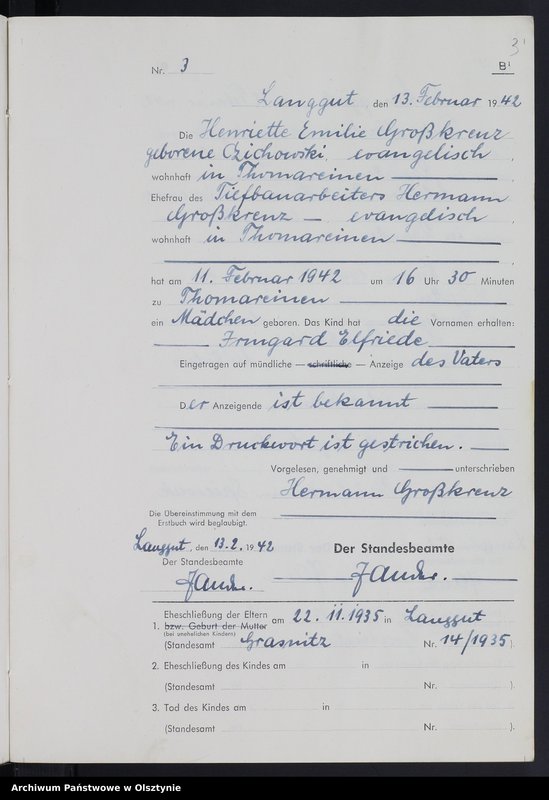 3
Nr. 3
B¹
Langgut, den 13. Februar 1942
Die Henriette Emilie Großkrenz
geborene Czichowski, evangelisch,
wohnhaft in Thomareinen
Ehefrau des Tiefbauarbeiters Hermann
Großkrenz — evangelisch,
wohnhaft in Thomareinen
hat am 11. Februar 1942 um 16 Uhr 30 Minuten
zu Thomareinen
ein Mädchen geboren. Das Kind hat die Vornamen erhalten:
Irmgard Elfriede
Eingetragen auf mündliche — schriftliche — Anzeige des Vaters
Der Anzeigende ist bekannt
Ein Druckwort ist gestrichen.
Vorgelesen, genehmigt und unterschrieben
Hermann Großkrenz
Die Übereinstimmung mit dem
Erstbuch wird beglaubigt.
Langgut, den 13.2.1942
Der Standesbeamte
Der Standesbeamte
Eheschließung der Eltern am 22.11.1935 in Langgut
1. bzw. Geburt der Mutter
(bei unehelichen Kindern)
(Standesamt Grasnitz Nr. 14/1935).
2. Eheschließung des Kindes am in
(Standesamt Nr. ).
3. Tod des Kindes am in
(Standesamt Nr. ).
Archiwum Państwowe w Olsztynie